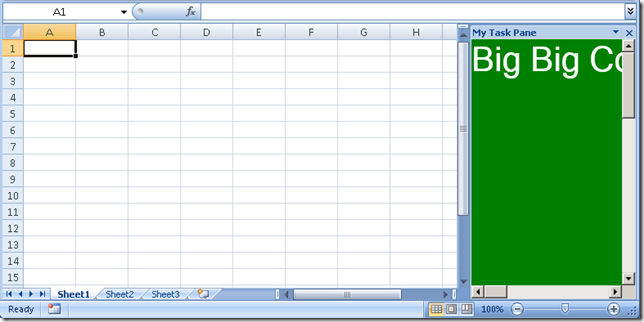 A1
fx
My Task Pane
A B C D E F G H
1
2
3
4
5
6
7
8
9
10
11
12
13
14
15
Big Big Co
Sheet1 Sheet2 Sheet3
Ready
100%